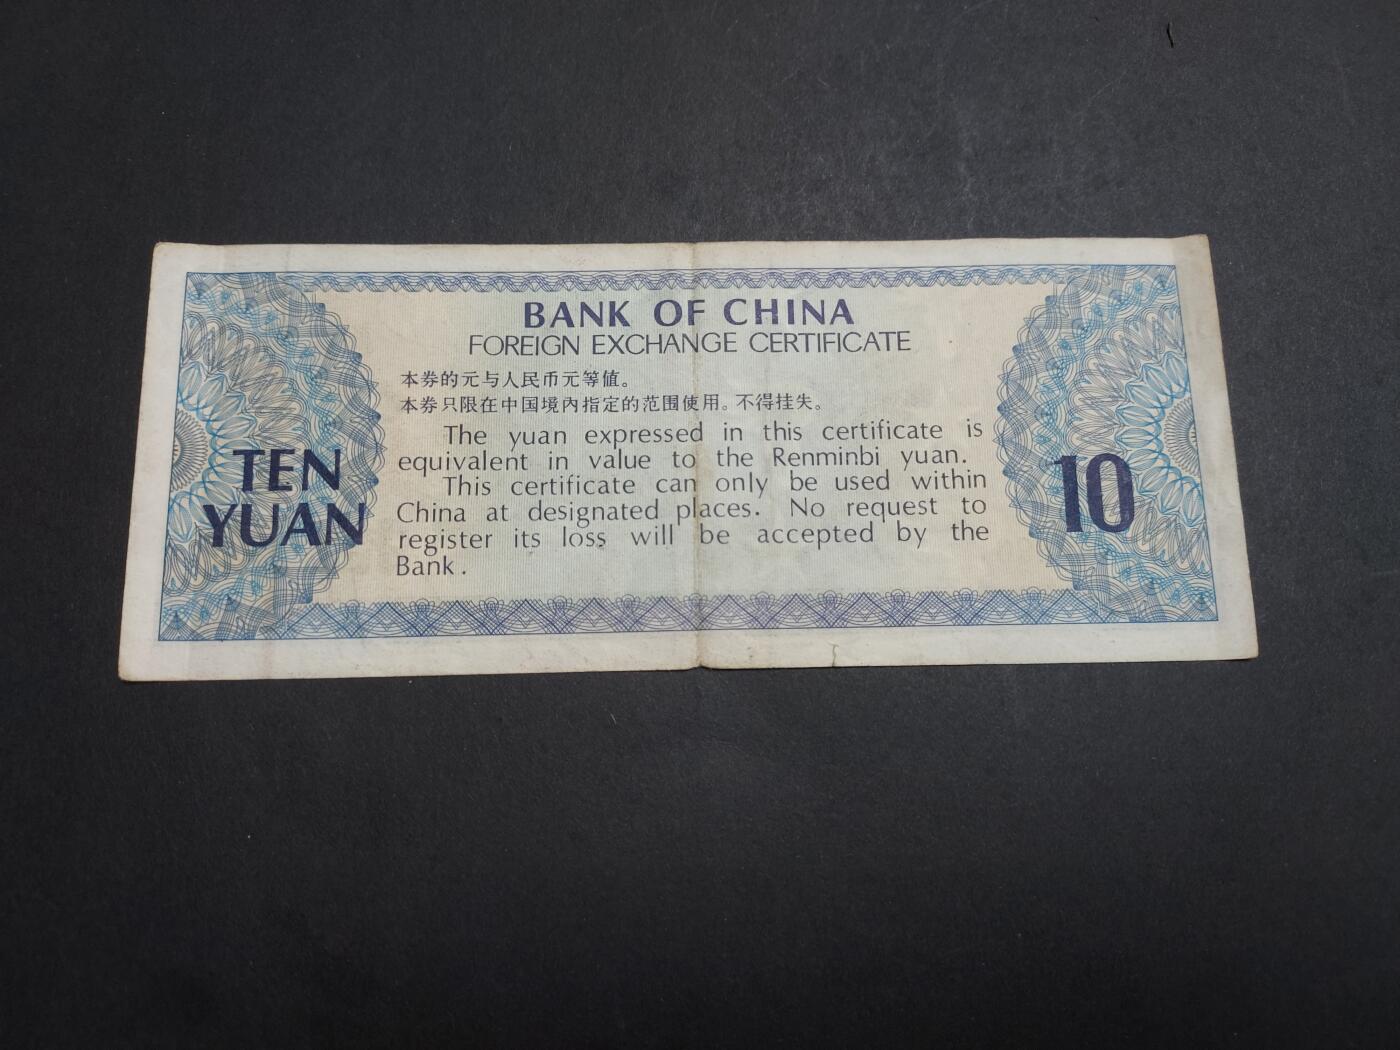 BANK OF CHINA
FOREIGN EXCHANGE CERTIFICATE
本券的元与人民币元等值。
本券只限在中国境内指定的范围使用。不得挂失。
The yuan expressed in this certificate is
equivalent in value to the Renminbi yuan.
This certificate can only be used within
China at designated places. No request to
register its loss will be accepted by the
Bank.
TEN
YUAN
10